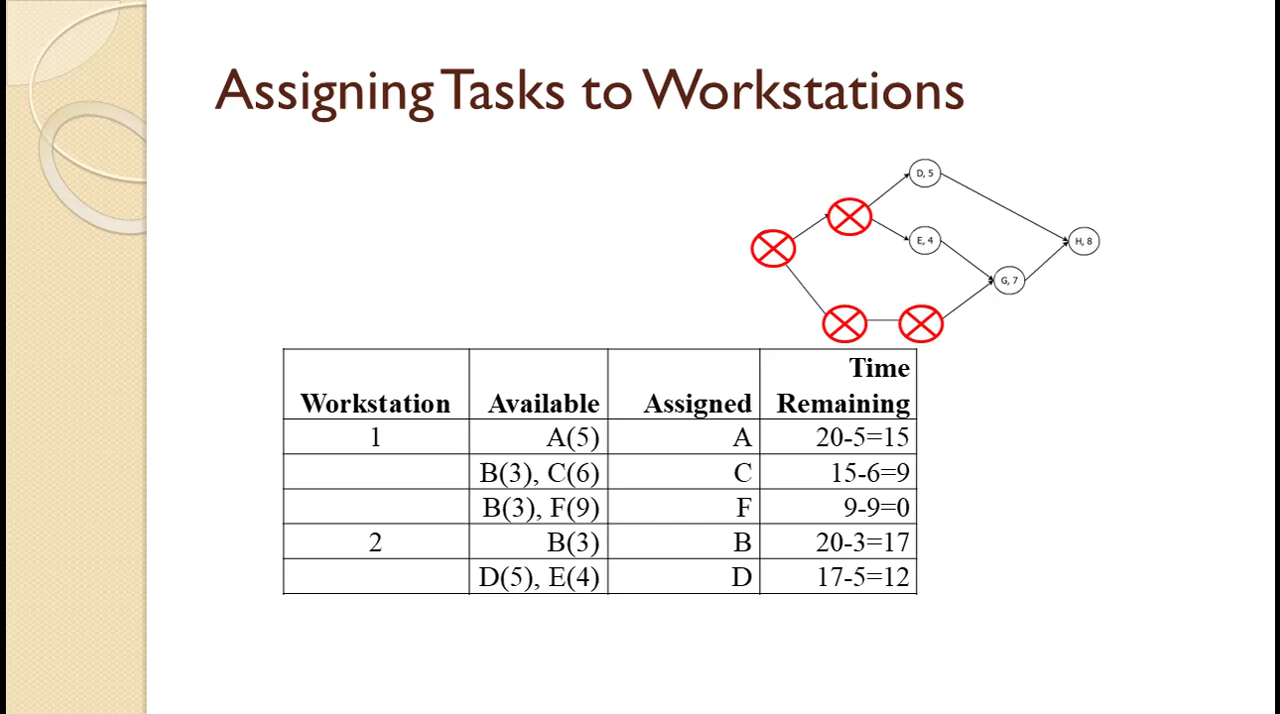 Assigning Tasks to Workstations
D, 5
E, 4
H, 8
G, 7
Workstation Available Assigned Time Remaining
1 A(5) A 20-5=15
B(3), C(6) C 15-6=9
B(3), F(9) F 9-9=0
2 B(3) B 20-3=17
D(5), E(4) D 17-5=12